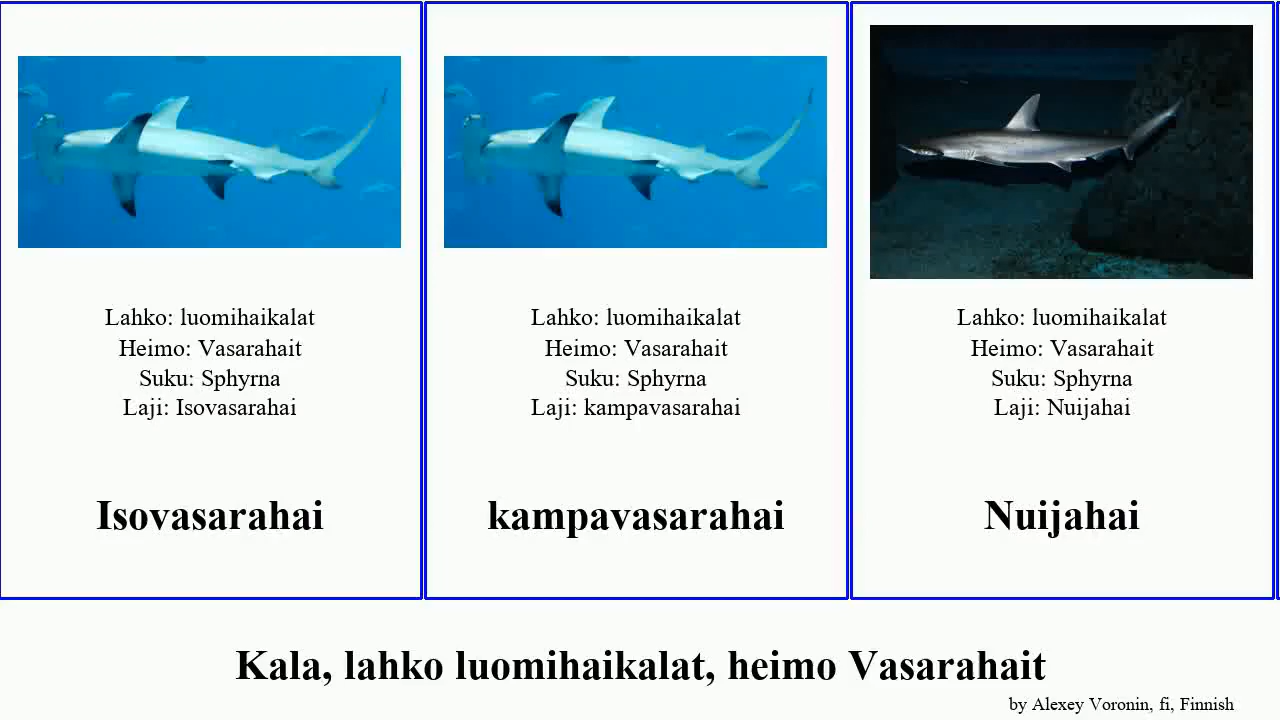 Lahko: luomihaikalat
Heimo: Vasarahait
Suku: Sphyrna
Laji: Isovasarahai
Isovasarahai
Lahko: luomihaikalat
Heimo: Vasarahait
Suku: Sphyrna
Laji: kampavasarahai
kampavasarahai
Lahko: luomihaikalat
Heimo: Vasarahait
Suku: Sphyrna
Laji: Nuijahai
Nuijahai
Kala, lahko luomihaikalat, heimo Vasarahait
by Alexey Voronin, fi, Finnish